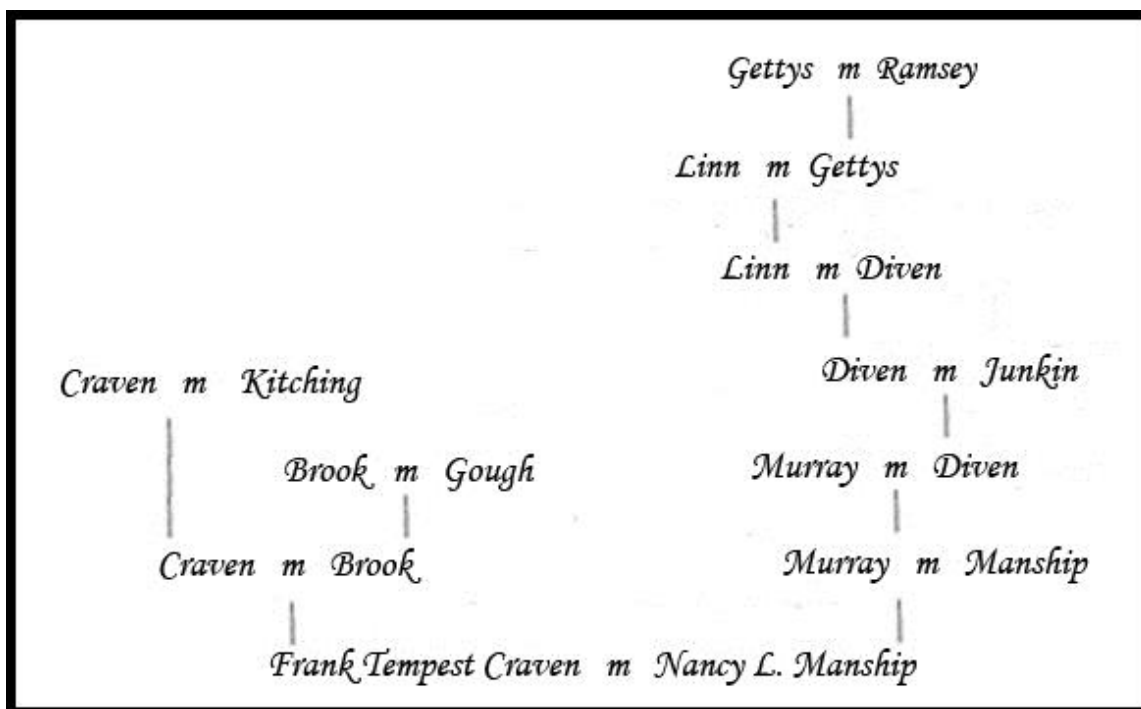 Gettys m Ramsey
Linn m Gettys
Linn m Diven
Diven m Junkin
Craven m Kitching
Murray m Diven
Brook m Gough
Murray m Manship
Craven m Brook
Frank Tempest Craven m Nancy L. Manship